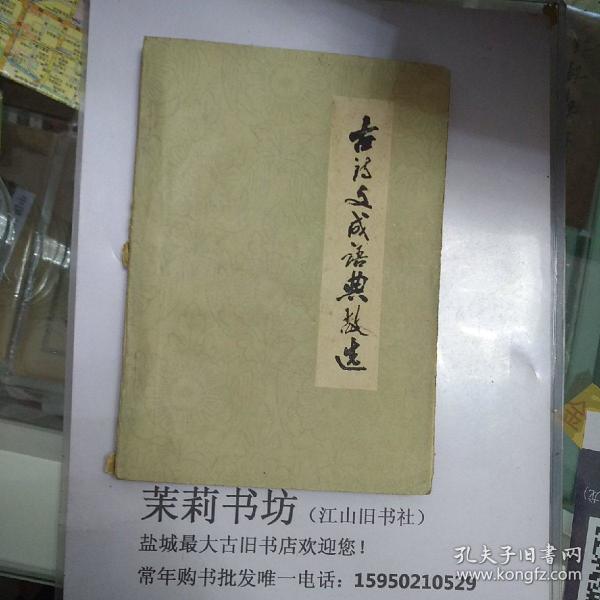 古诗文成语典故选
茉莉书坊（江山旧书社）
盐城最大古旧书店欢迎您！
常年购书批发唯一电话：15950210529
孔夫子旧书网
www.kongfz.com